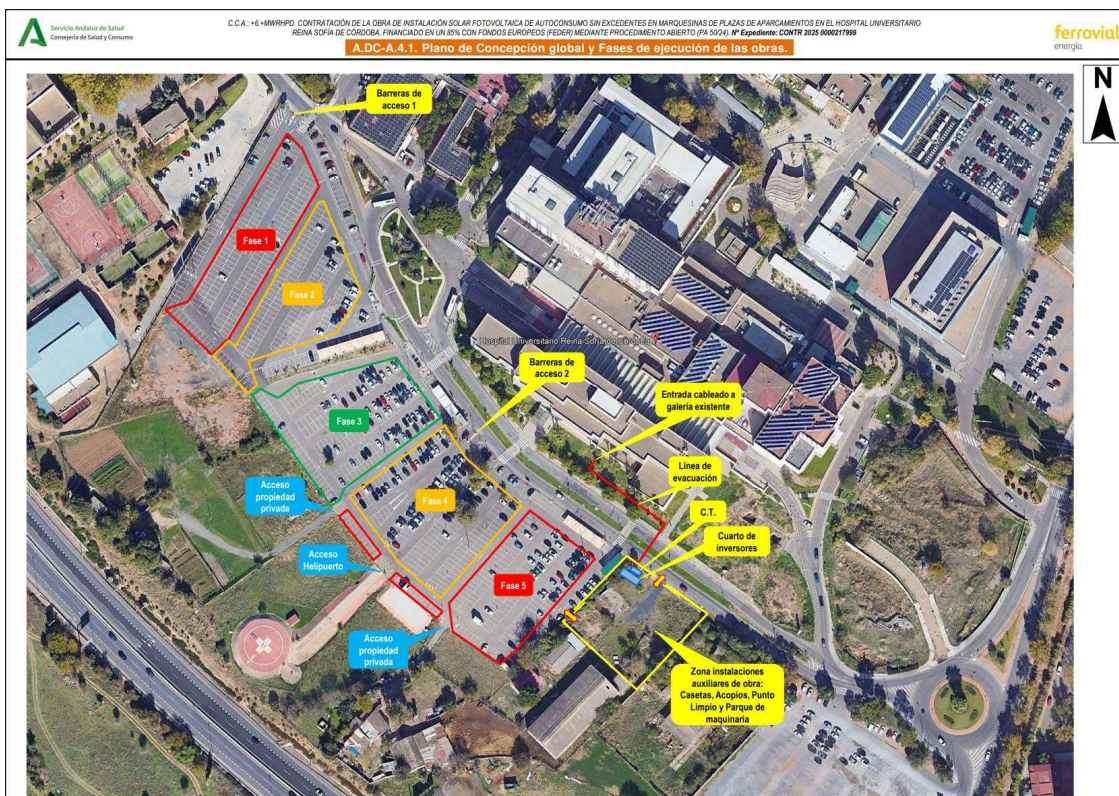 Servicio Andaluz de Salud
Consejería de Salud y Consumo
C.C.A.: +6.+MWRHPD. CONTRATACIÓN DE LA OBRA DE INSTALACIÓN SOLAR FOTOVOLTAICA DE AUTOCONSUMO SIN EXCEDENTES EN MARQUESINAS DE PLAZAS DE APARCAMIENTOS EN EL HOSPITAL UNIVERSITARIO
REINA SOFÍA DE CÓRDOBA, FINANCIADO EN UN 85% CON FONDOS EUROPEOS (FEDER) MEDIANTE PROCEDIMIENTO ABIERTO (PA 50/24). Nº Expediente: CONTR 2025 0000217999
A.DC-A.4.1. Plano de Concepción global y Fases de ejecución de las obras.
ferrovial
energía
N
Barreras de
acceso 1
Fase 1
Fase 2
Hospital Universitario Reina Sofía de Córdoba
Barreras de
acceso 2
Entrada cableado a
galería existente
Fase 3
Línea de
evacuación
Acceso
propiedad
privada
Fase 4
C.T.
Cuarto de
inversores
Acceso
Helipuerto
Fase 5
Acceso
propiedad
privada
Zona instalaciones
auxiliares de obra:
Casetas, Acopios, Punto
Limpio y Parque de
maquinaria